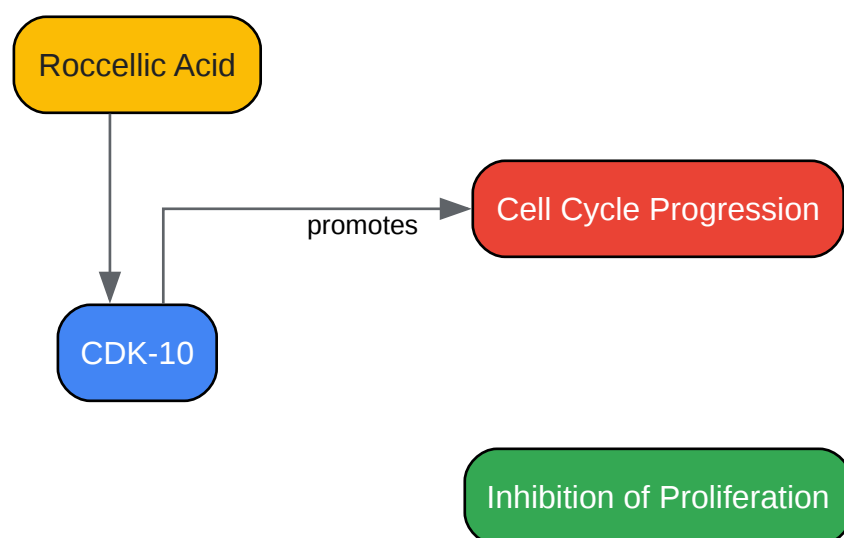 Roccellic Acid
Cell Cycle Progression
promotes
CDK-10
Inhibition of Proliferation